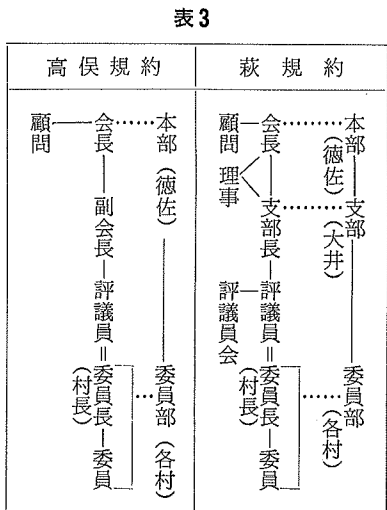 表3
萩規約
本部（徳佐）――支部（大井）――――委員部（各村）
会長――支部長―評議員＝委員長（村長）―委員
顧問 理事 評議員会
高俣規約
本部（徳佐）――――委員部（各村）
会長――副会長―評議員＝委員長（村長）―委員
顧問